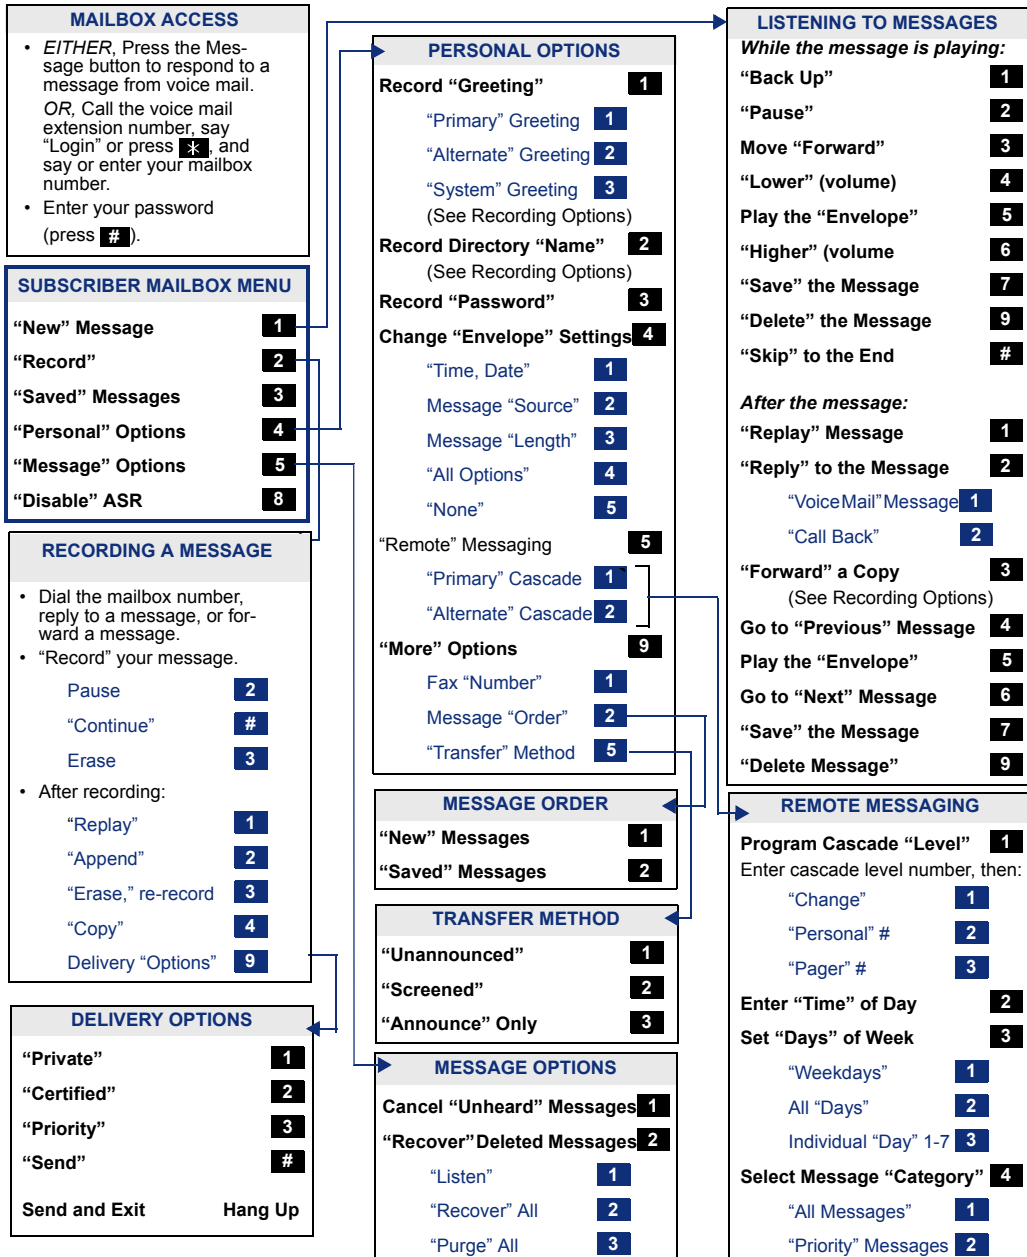 MAILBOX ACCESS
• EITHER, Press the Mes-
sage button to respond to a
message from voice mail.
OR, Call the voice mail
extension number, say
“Login” or press *, and
say or enter your mailbox
number.
• Enter your password
(press # ).
SUBSCRIBER MAILBOX MENU
“New” Message 1
“Record” 2
“Saved” Messages 3
“Personal” Options 4
“Message” Options 5
“Disable” ASR 8
RECORDING A MESSAGE
• Dial the mailbox number,
reply to a message, or for-
ward a message.
• “Record” your message.
Pause 2
“Continue” #
Erase 3
• After recording:
“Replay” 1
“Append” 2
“Erase,” re-record 3
“Copy” 4
Delivery “Options” 9
DELIVERY OPTIONS
“Private” 1
“Certified” 2
“Priority” 3
“Send” #
Send and Exit Hang Up
PERSONAL OPTIONS
Record “Greeting” 1
“Primary” Greeting 1
“Alternate” Greeting 2
“System” Greeting 3
(See Recording Options)
Record Directory “Name” 2
(See Recording Options)
Record “Password” 3
Change “Envelope” Settings 4
“Time, Date” 1
Message “Source” 2
Message “Length” 3
“All Options” 4
“None” 5
“Remote” Messaging 5
“Primary” Cascade 1
“Alternate” Cascade 2
“More” Options 9
Fax “Number” 1
Message “Order” 2
“Transfer” Method 5
MESSAGE ORDER
“New” Messages 1
“Saved” Messages 2
TRANSFER METHOD
“Unannounced” 1
“Screened” 2
“Announce” Only 3
MESSAGE OPTIONS
Cancel “Unheard” Messages 1
“Recover” Deleted Messages 2
“Listen” 1
“Recover” All 2
“Purge” All 3
LISTENING TO MESSAGES
While the message is playing:
“Back Up” 1
“Pause” 2
Move “Forward” 3
“Lower” (volume) 4
Play the “Envelope” 5
“Higher” (volume 6
“Save” the Message 7
“Delete” the Message 9
“Skip” to the End #
After the message:
“Replay” Message 1
“Reply” to the Message 2
“VoiceMail” Message 1
“Call Back” 2
“Forward” a Copy 3
(See Recording Options)
Go to “Previous” Message 4
Play the “Envelope” 5
Go to “Next” Message 6
“Save” the Message 7
“Delete Message” 9
REMOTE MESSAGING
Program Cascade “Level” 1
Enter cascade level number, then:
“Change” 1
“Personal” # 2
“Pager” # 3
Enter “Time” of Day 2
Set “Days” of Week 3
“Weekdays” 1
All “Days” 2
Individual “Day” 1-7 3
Select Message “Category” 4
“All Messages” 1
“Priority” Messages 2